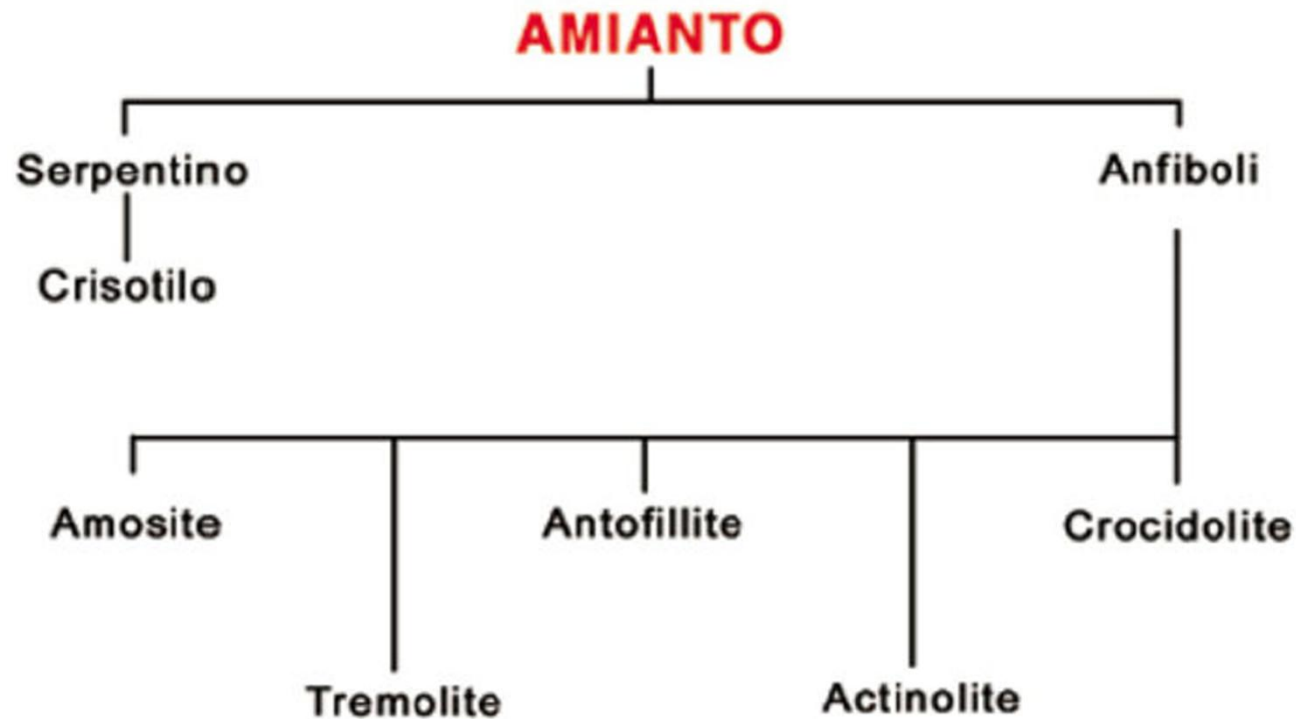 AMIANTO
Serpentino
Anfiboli
Crisotilo
Amosite
Antofillite
Crocidolite
Tremolite
Actinolite